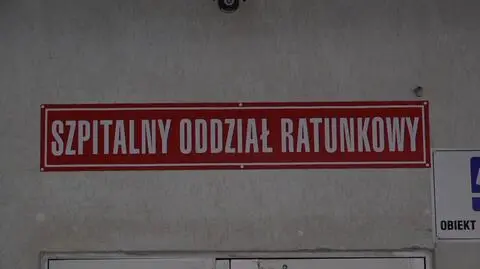 SZPITALNY ODDZIAŁ RATUNKOWY
OBIEKT